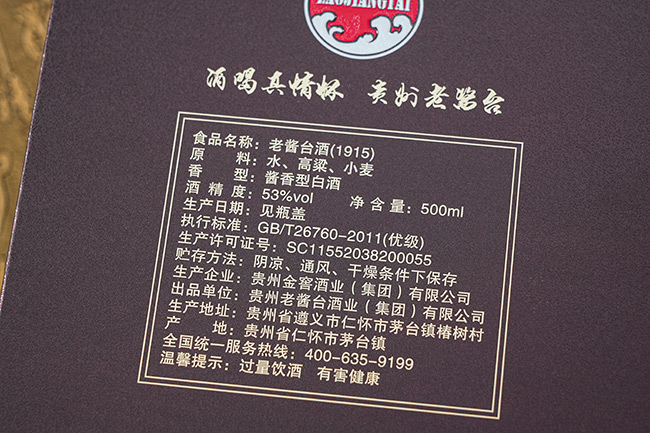 LAOJIANGTAI
酒喝真情怀 贵州老酱台
食品名称：老酱台酒(1915)
原 料：水、高粱、小麦
香 型：酱香型白酒
酒 精 度：53%vol 净 含 量：500ml
生产日期：见瓶盖
执行标准：GB/T26760-2011(优级)
生产许可证号：SC11552038200055
贮存方法：阴凉、通风、干燥条件下保存
生产企业：贵州金窖酒业（集团）有限公司
出品单位：贵州老酱台酒业（集团）有限公司
生产地址：贵州省遵义市仁怀市茅台镇椿树村
产 地：贵州省仁怀市茅台镇
全国统一服务热线：400-635-9199
温馨提示：过量饮酒 有害健康